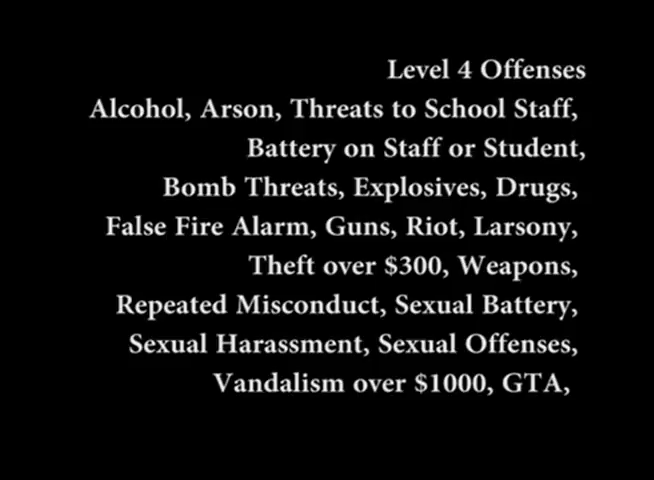 Level 4 Offenses
Alcohol, Arson, Threats to School Staff,
Battery on Staff or Student,
Bomb Threats, Explosives, Drugs,
False Fire Alarm, Guns, Riot, Larsony,
Theft over $300, Weapons,
Repeated Misconduct, Sexual Battery,
Sexual Harassment, Sexual Offenses,
Vandalism over $1000, GTA,